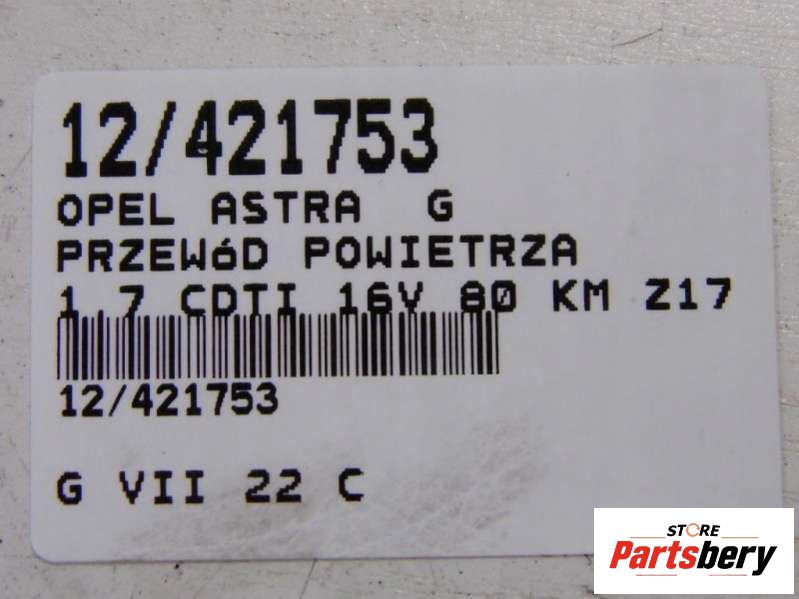 12/421753
OPEL ASTRA G
PRZEWóD POWIETRZA
1.7 CDTI 16V 80 KM Z17
12/421753
G VII 22 C
STORE
Partsbery